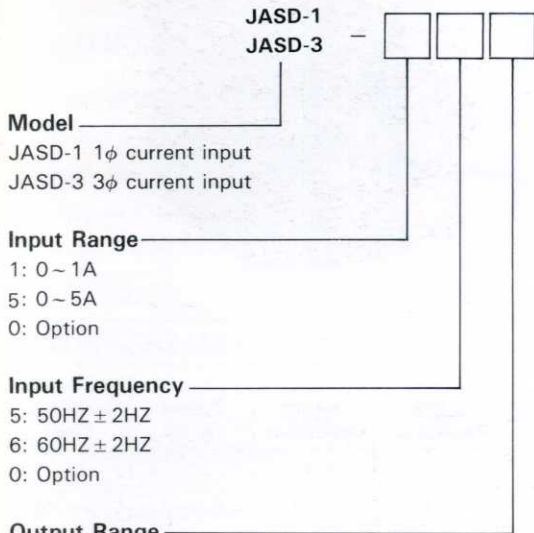 JASD-1
JASD-3 -
Model
JASD-1 1φ current input
JASD-3 3φ current input
Input Range
1: 0~1A
5: 0~5A
0: Option
Input Frequency
5: 50HZ±2HZ
6: 60HZ±2HZ
0: Option
Output Range